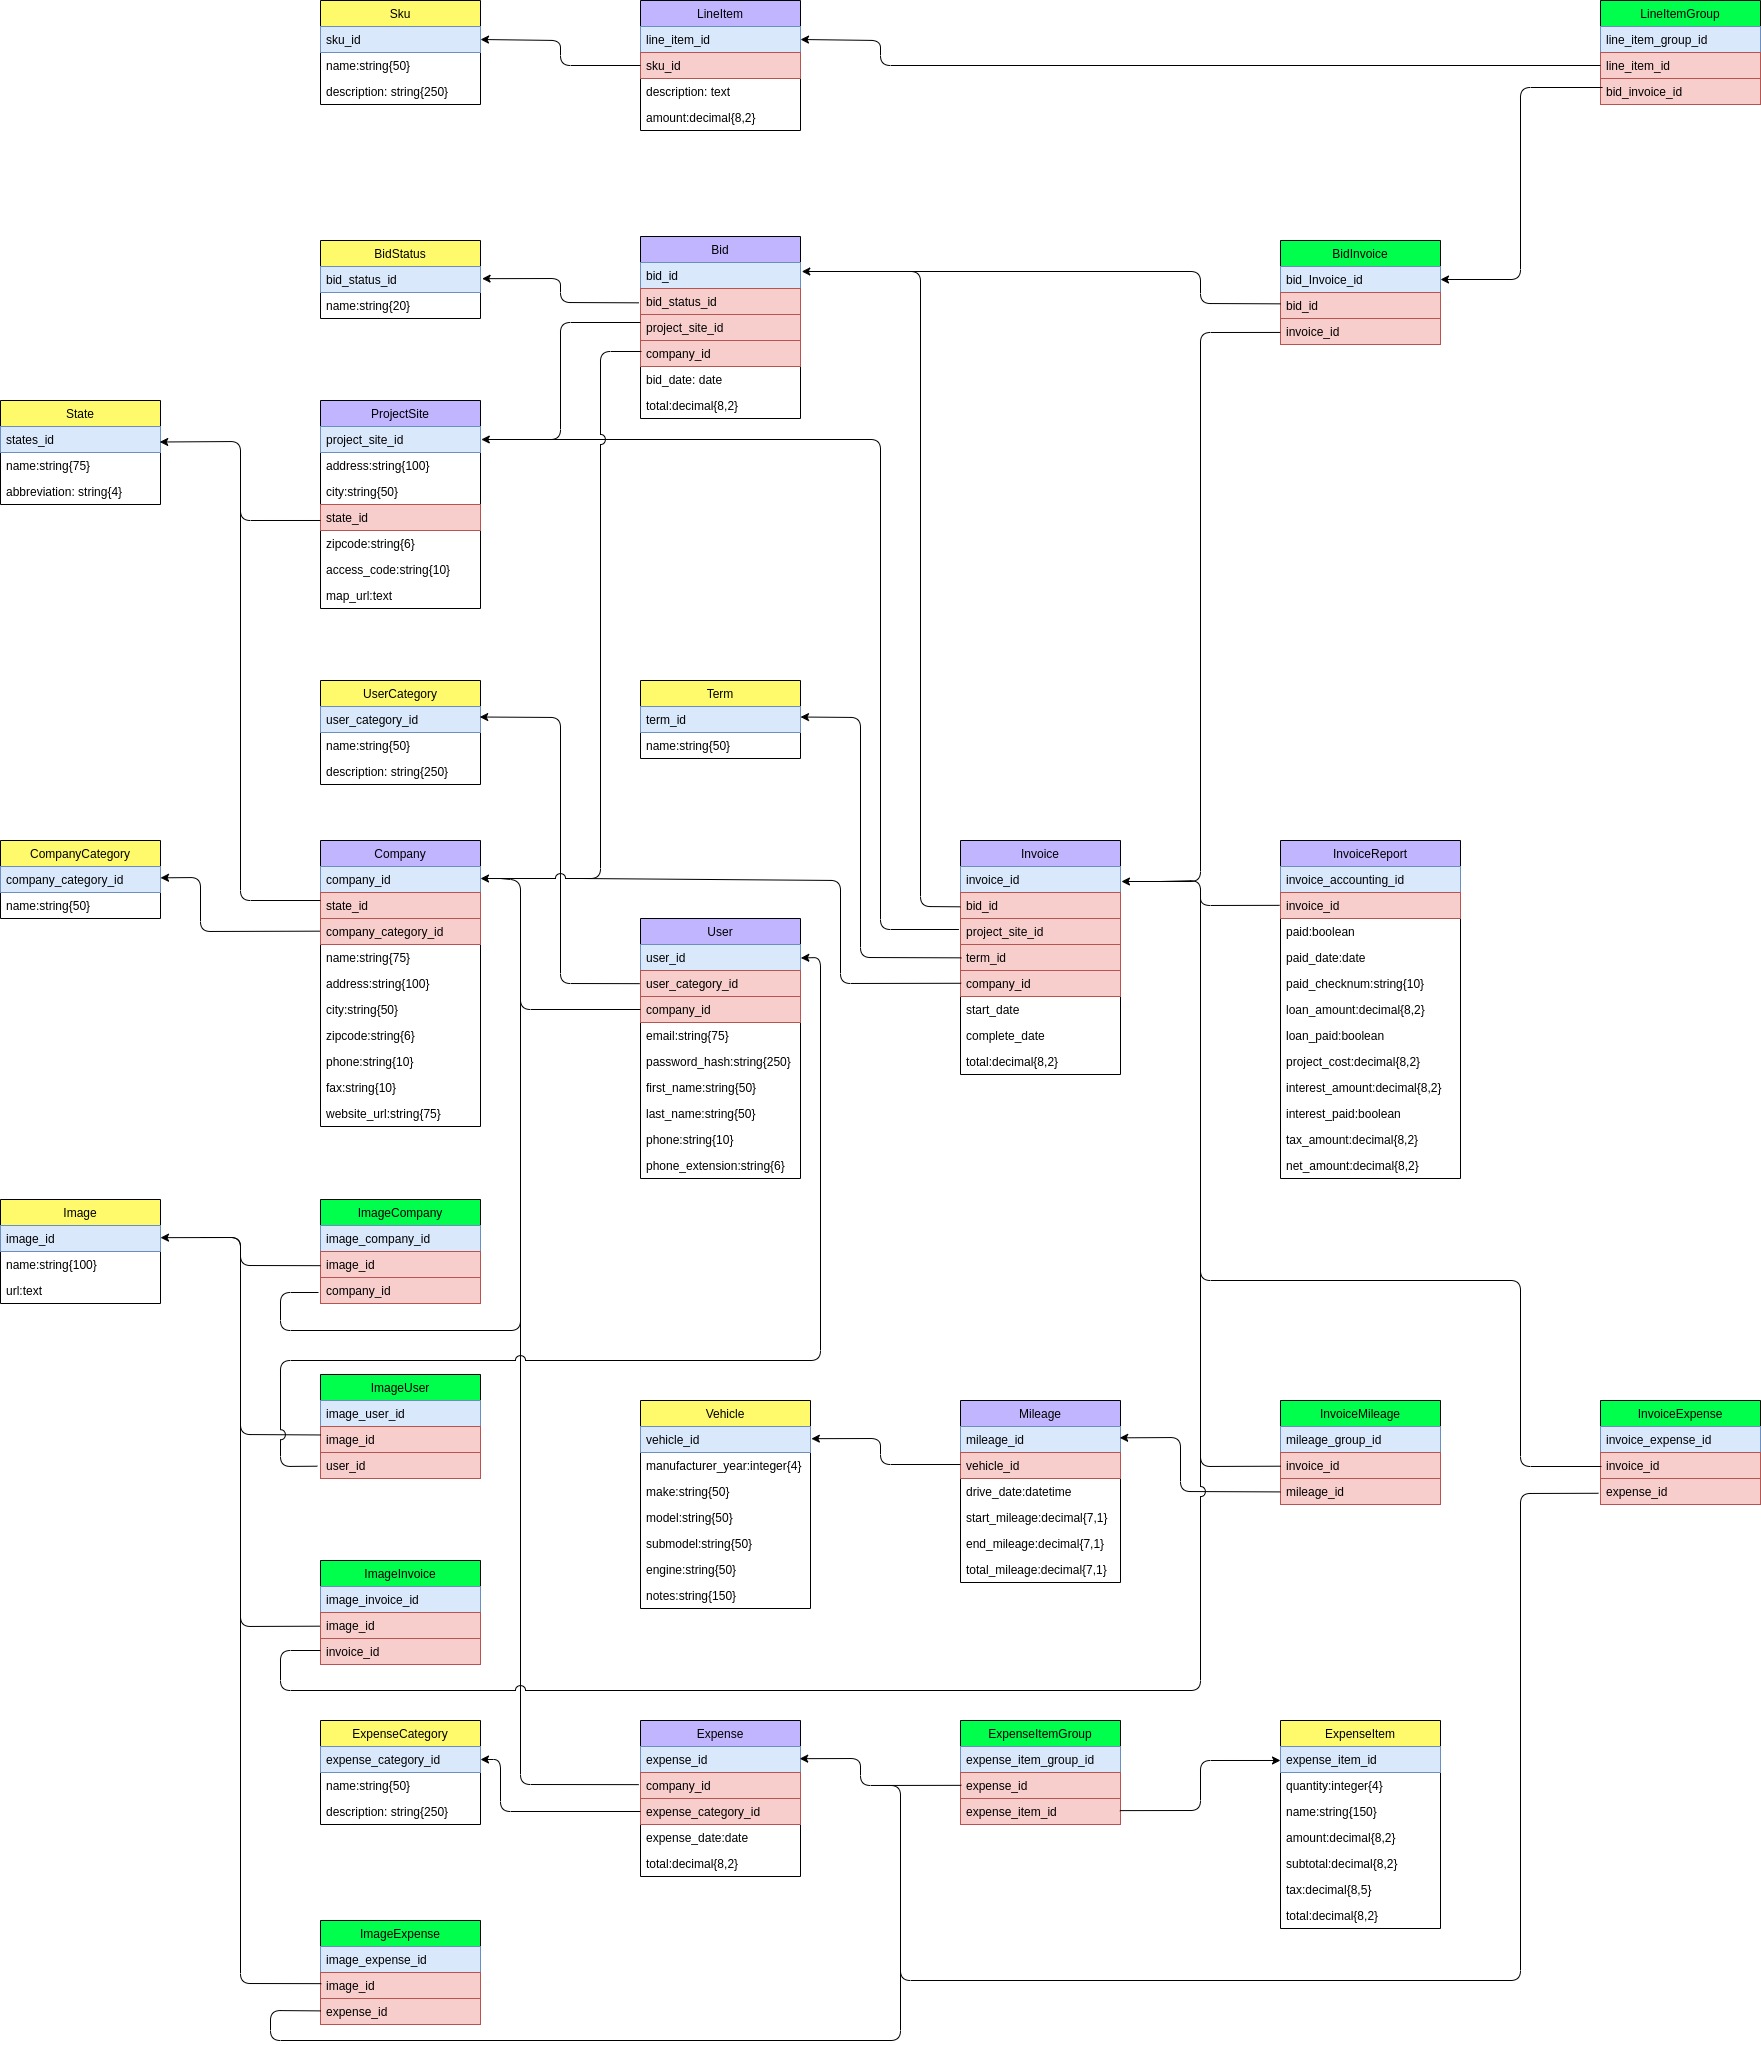 Sku
sku_id
name:string{50}
description: string{250}
LineItem
line_item_id
sku_id
description: text
amount:decimal{8,2}
LineItemGroup
line_item_group_id
line_item_id
bid_invoice_id
BidStatus
bid_status_id
name:string{20}
Bid
bid_id
bid_status_id
project_site_id
company_id
bid_date: date
total:decimal{8,2}
BidInvoice
bid_Invoice_id
bid_id
invoice_id
State
states_id
name:string{75}
abbreviation: string{4}
ProjectSite
project_site_id
address:string{100}
city:string{50}
state_id
zipcode:string{6}
access_code:string{10}
map_url:text
UserCategory
user_category_id
name:string{50}
description: string{250}
Term
term_id
name:string{50}
CompanyCategory
company_category_id
name:string{50}
Company
company_id
state_id
company_category_id
name:string{75}
address:string{100}
city:string{50}
zipcode:string{6}
phone:string{10}
fax:string{10}
website_url:string{75}
User
user_id
user_category_id
company_id
email:string{75}
password_hash:string{250}
first_name:string{50}
last_name:string{50}
phone:string{10}
phone_extension:string{6}
Invoice
invoice_id
bid_id
project_site_id
term_id
company_id
start_date
complete_date
total:decimal{8,2}
InvoiceReport
invoice_accounting_id
invoice_id
paid:boolean
paid_date:date
paid_checknum:string{10}
loan_amount:decimal{8,2}
loan_paid:boolean
project_cost:decimal{8,2}
interest_amount:decimal{8,2}
interest_paid:boolean
tax_amount:decimal{8,2}
net_amount:decimal{8,2}
Image
image_id
name:string{100}
url:text
ImageCompany
image_company_id
image_id
company_id
ImageUser
image_user_id
image_id
user_id
Vehicle
vehicle_id
manufacturer_year:integer{4}
make:string{50}
model:string{50}
submodel:string{50}
engine:string{50}
notes:string{150}
Mileage
mileage_id
vehicle_id
drive_date:datetime
start_mileage:decimal{7,1}
end_mileage:decimal{7,1}
total_mileage:decimal{7,1}
InvoiceMileage
mileage_group_id
invoice_id
mileage_id
InvoiceExpense
invoice_expense_id
invoice_id
expense_id
ImageInvoice
image_invoice_id
image_id
invoice_id
ExpenseCategory
expense_category_id
name:string{50}
description: string{250}
Expense
expense_id
company_id
expense_category_id
expense_date:date
total:decimal{8,2}
ExpenseItemGroup
expense_item_group_id
expense_id
expense_item_id
ExpenseItem
expense_item_id
quantity:integer{4}
name:string{150}
amount:decimal{8,2}
subtotal:decimal{8,2}
tax:decimal{8,5}
total:decimal{8,2}
ImageExpense
image_expense_id
image_id
expense_id